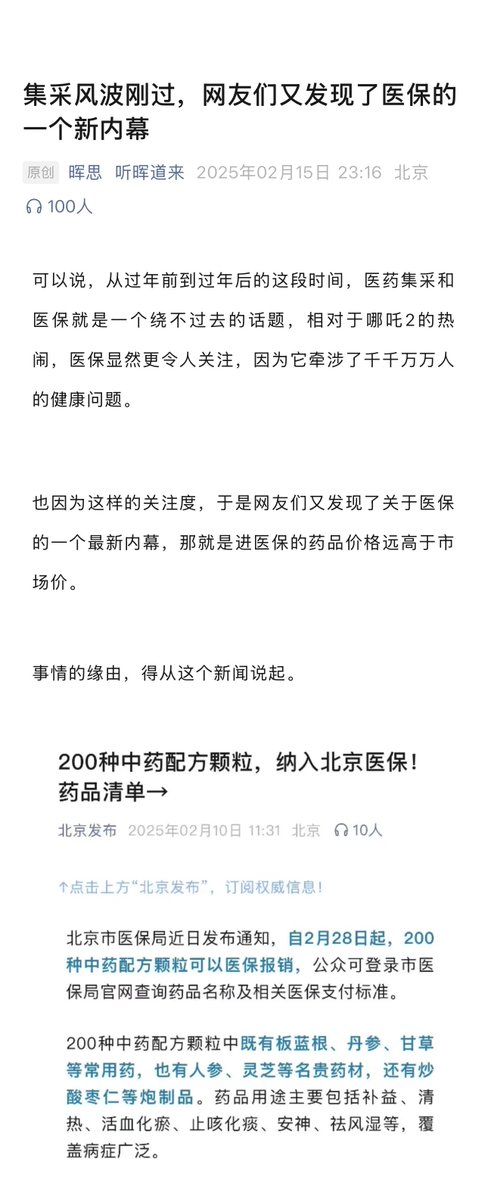 集采风波刚过，网友们又发现了医保的
一个新内幕
原创 晖思 听晖道来 2025年02月15日 23:16 北京
100人
可以说，从过年前到过年后的这段时间，医药集采和
医保就是一个绕不过去的话题，相对于哪吒2的热
闹，医保显然更令人关注，因为它牵涉了千千万万人
的健康问题。
也因为这样的关注度，于是网友们又发现了关于医保
的一个最新内幕，那就是进医保的药品价格远高于市
场价。
事情的缘由，得从这个新闻说起。
200种中药配方颗粒，纳入北京医保！
药品清单→
北京发布 2025年02月10日 11:31 北京 10人
↑点击上方“北京发布”，订阅权威信息！
北京市医保局近日发布通知，自2月28日起，200
种中药配方颗粒可以医保报销，公众可登录市医
保局官网查询药品名称及相关医保支付标准。
200种中药配方颗粒中既有板蓝根、丹参、甘草
等常用药，也有人参、灵芝等名贵药材，还有炒
酸枣仁等炮制品。药品用途主要包括补益、清
热、活血化瘀、止咳化痰、安神、祛风湿等，覆
盖病症广泛。